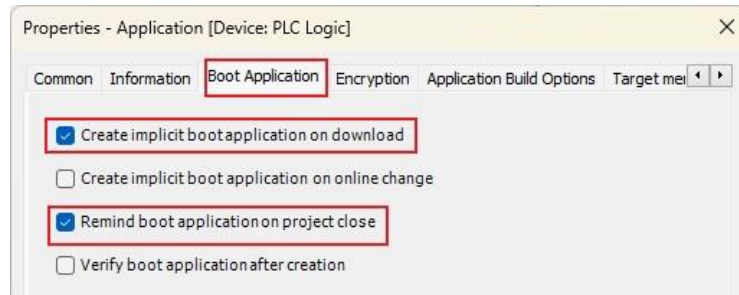 Properties - Application [Device: PLC Logic]
Common Information Boot Application Encryption Application Build Options Target mei
Create implicit boot application on download
Create implicit boot application on online change
Remind boot application on project close
Verify boot application after creation